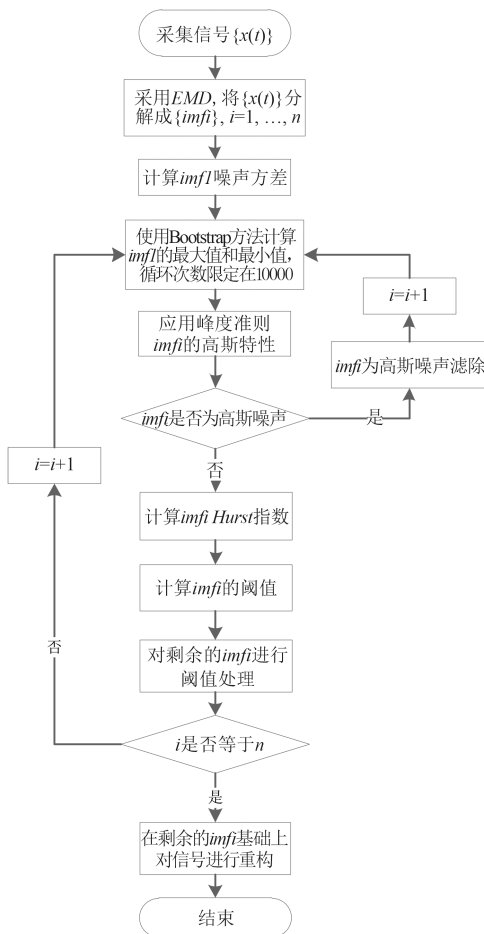 采集信号{x(t)}
采用EMD, 将{x(t)}分
解成{imfi}, i=1, …, n
计算imf1噪声方差
使用Bootstrap方法计算
imf1的最大值和最小值,
循环次数限定在10000
i=i+1
应用峰度准则
imfi的高斯特性
imfi为高斯噪声滤除
imfi是否为高斯噪声
是
i=i+1
否
计算imfi Hurst指数
计算imfi的阈值
否
对剩余的imfi进行
阈值处理
i是否等于n
是
在剩余的imfi基础上
对信号进行重构
结束